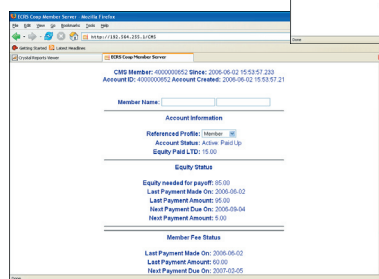 ECRS Coop Member Server - Mozilla Firefox
File Edit View Go Bookmarks Tools Help
http://192.504.233.1/CMS
Getting Started Latest Headlines
Crystal Reports Viewer ECRS Coop Member Server
CMS Member: 4000000652 Since: 2006-06-02 15:53:57.233
Account ID: 4000000652 Account Created: 2006-06-02 15:53:57.21
Member Name:
Account Information
Referenced Profile: Member
Account Status: Active: Paid Up
Equity Paid LTD: 15.00
Equity Status
Equity needed for payoff: 85.00
Last Payment Made On: 2006-06-02
Last Payment Amount: 95.00
Next Payment Due On: 2006-09-04
Next Payment Amount: 5.00
Member Fee Status
Last Payment Made On: 2006-06-02
Last Payment Amount: 60.00
Next Payment Due On: 2007-02-05
Done
Done